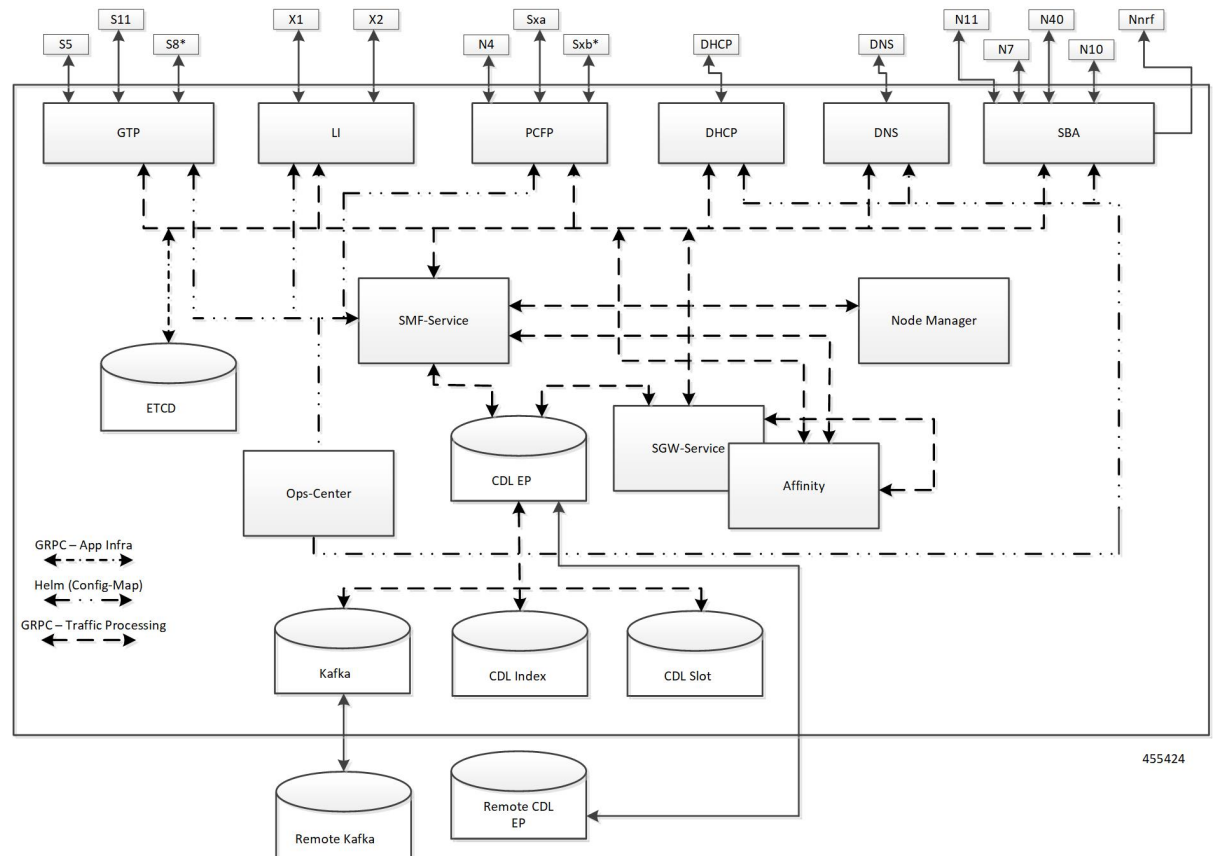 S5
S11
S8*
X1
X2
N4
Sxa
Sxb*
DHCP
DNS
N11
N7
N40
N10
Nnrf
GTP
LI
PCFP
DHCP
DNS
SBA
SMF-Service
Node Manager
ETCD
CDL EP
SGW-Service
Affinity
Ops-Center
GRPC – App Infra
Helm (Config-Map)
GRPC – Traffic Processing
Kafka
CDL Index
CDL Slot
455424
Remote Kafka
Remote CDL
EP